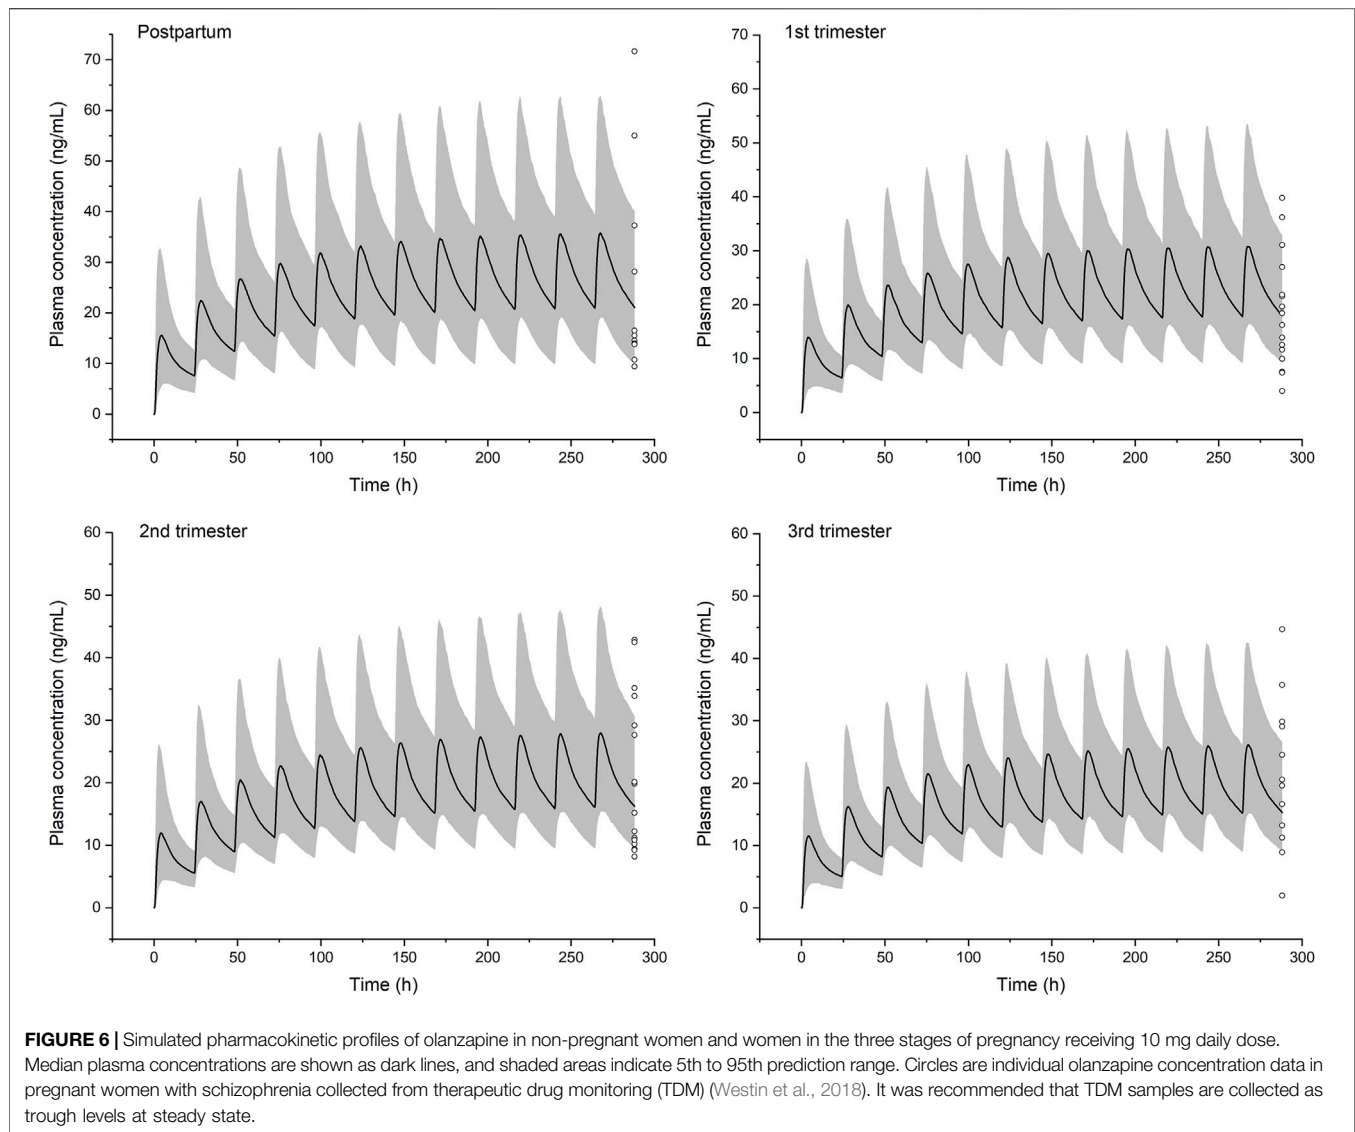 Postpartum
70
60
50
40
30
20
10
0
Plasma concentration (ng/mL)
0 50 100 150 200 250 300
Time (h)
1st trimester
70
60
50
40
30
20
10
0
Plasma concentration (ng/mL)
0 50 100 150 200 250 300
Time (h)
2nd trimester
60
50
40
30
20
10
0
Plasma concentration (ng/mL)
0 50 100 150 200 250 300
Time (h)
3rd trimester
60
50
40
30
20
10
0
Plasma concentration (ng/mL)
0 50 100 150 200 250 300
Time (h)
FIGURE 6 | Simulated pharmacokinetic profiles of olanzapine in non-pregnant women and women in the three stages of pregnancy receiving 10 mg daily dose.
Median plasma concentrations are shown as dark lines, and shaded areas indicate 5th to 95th prediction range. Circles are individual olanzapine concentration data in
pregnant women with schizophrenia collected from therapeutic drug monitoring (TDM) (Westin et al., 2018). It was recommended that TDM samples are collected as
trough levels at steady state.